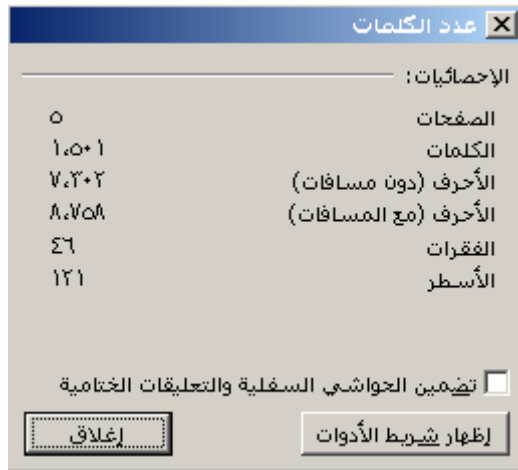 عدد الكلمات
الإحصائيات:
الصفحات ٥
الكلمات ١،٥٠١
الأحرف (دون مسافات) ٧،٣٠٢
الأحرف (مع المسافات) ٨،٧٥٨
الفقرات ٤٦
الأسطر ١٢١
تضمين الحواشي السفلية والتعليقات الختامية
إظهار شريط الأدوات
إغلاق